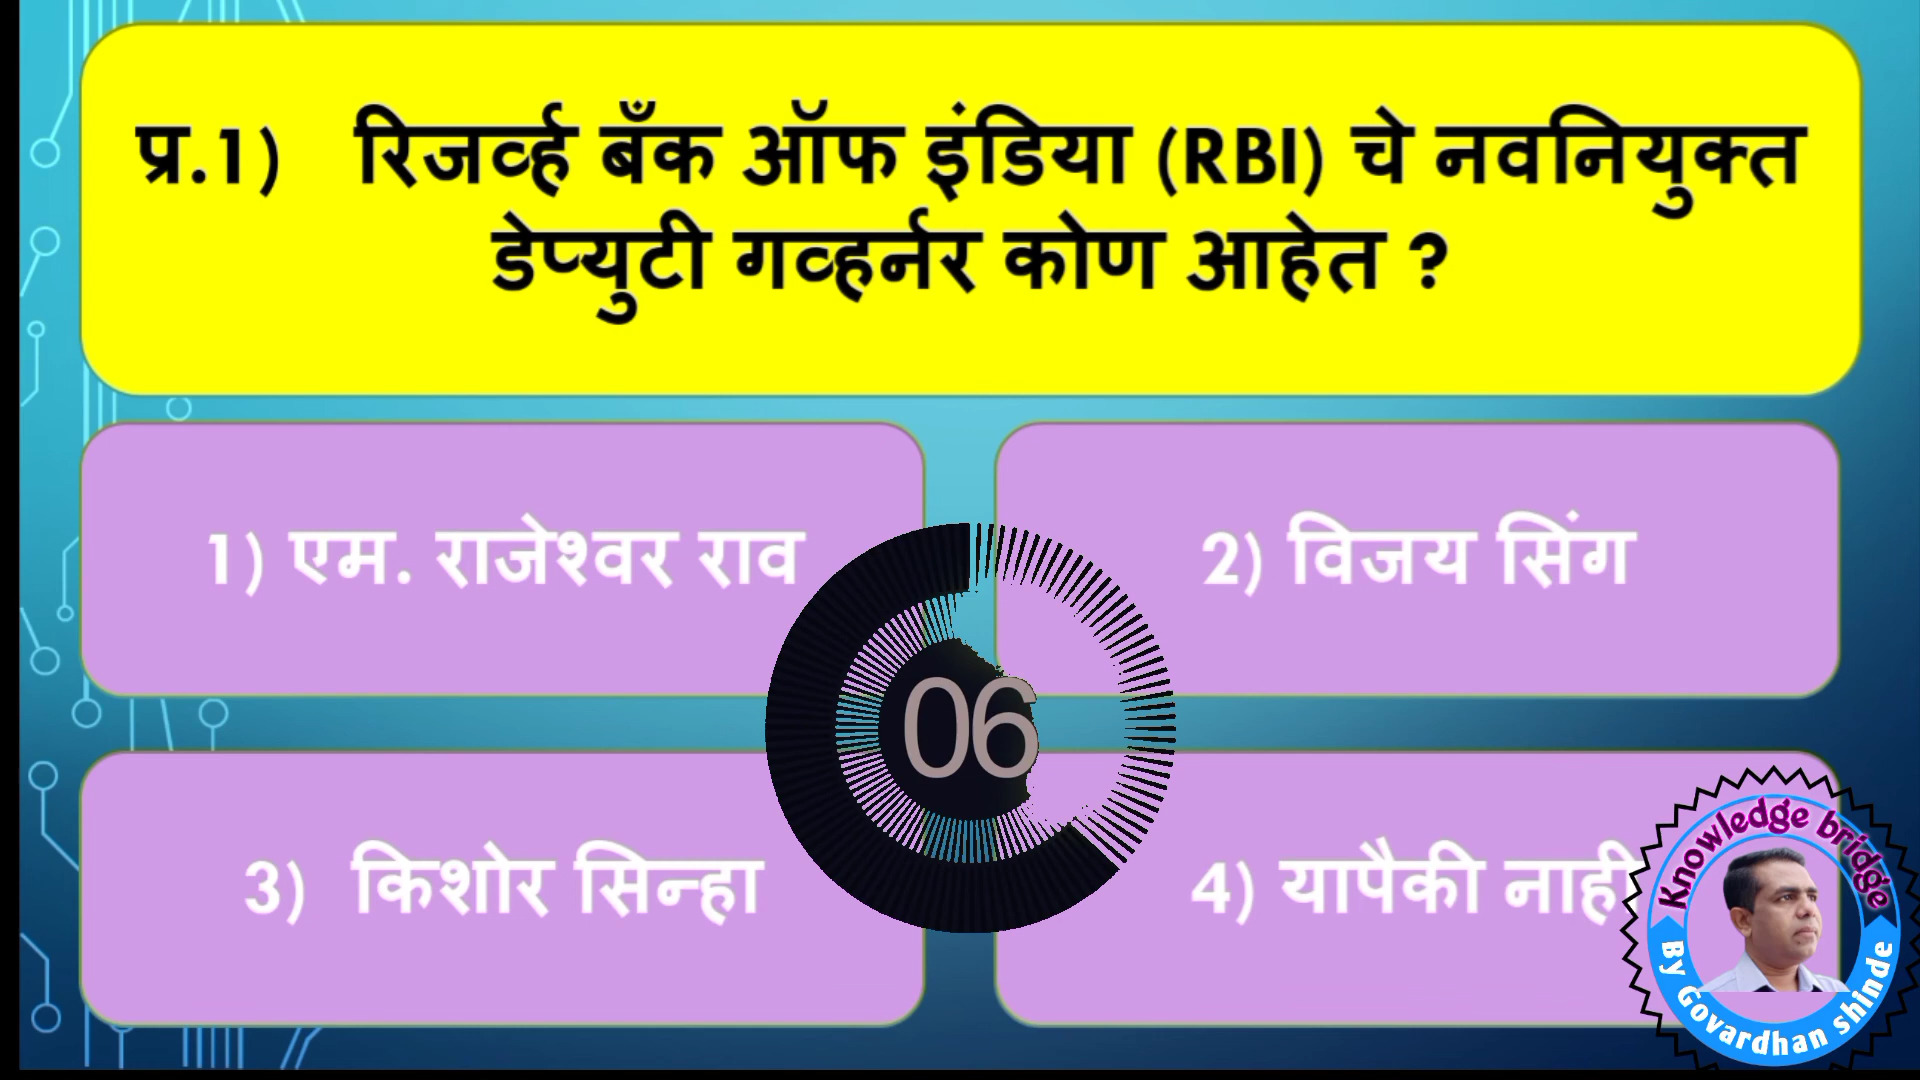 प्र.1) रिजर्व्ह बँक ऑफ इंडिया (RBI) चे नवनियुक्त
डेप्युटी गव्हर्नर कोण आहेत ?
1) एम. राजेश्वर राव
2) विजय सिंग
06
3) किशोर सिन्हा
4) यापैकी नाही
Knowledge bridge
By Govardhan shinde